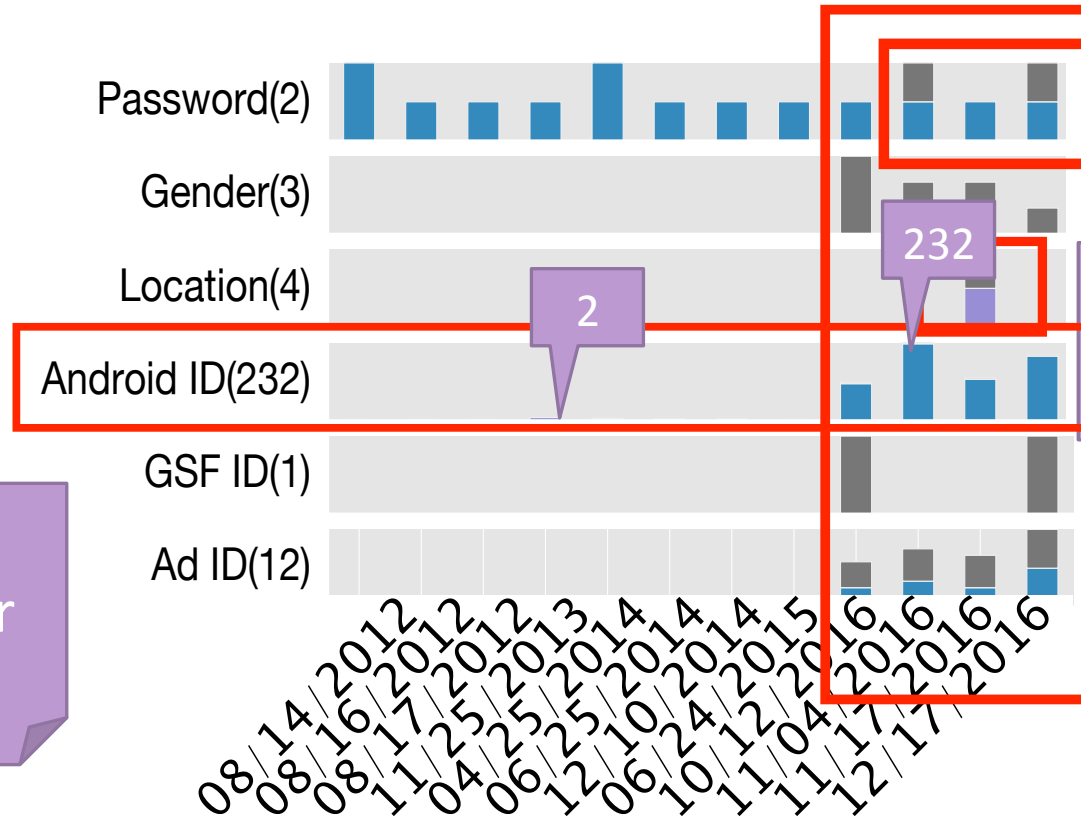 Password(2)
Gender(3)
232
Location(4)
2
Android ID(232)
GSF ID(1)
Ad ID(12)
r
08/14/2012
08/16/2012
08/17/2012
11/25/2013
04/25/2014
06/25/2014
12/10/2014
06/24/2015
10/12/2016
11/04/2016
11/17/2016
12/17/2016